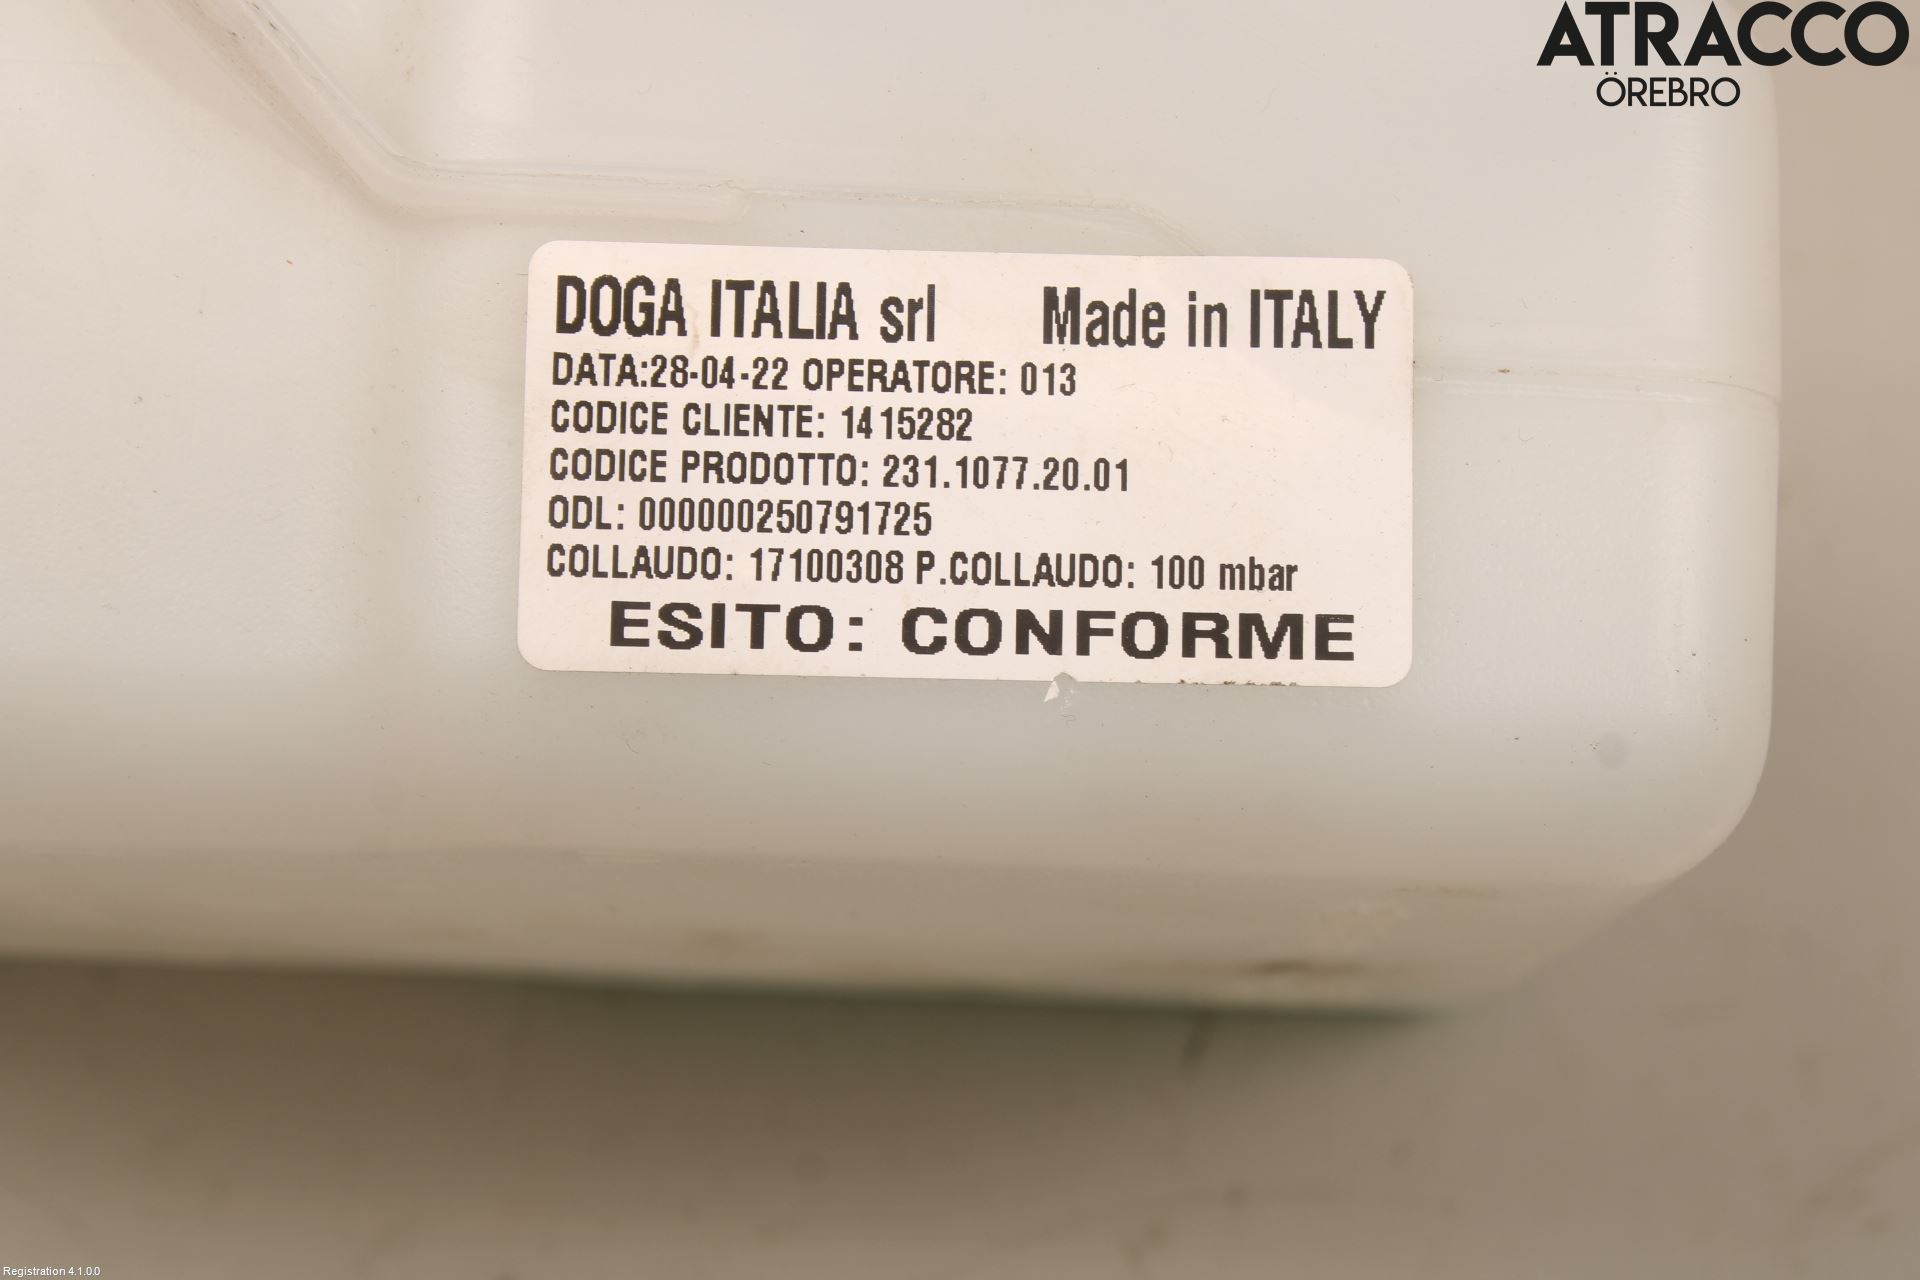 ATRACCO
ÖREBRO
DOGA ITALIA srl Made in ITALY
DATA:28-04-22 OPERATORE: 013
CODICE CLIENTE: 1415282
CODICE PRODOTTO: 231.1077.20.01
ODL: 000000250791725
COLLAUDO: 17100308 P.COLLAUDO: 100 mbar
ESITO: CONFORME
Registration 4.1.0.0